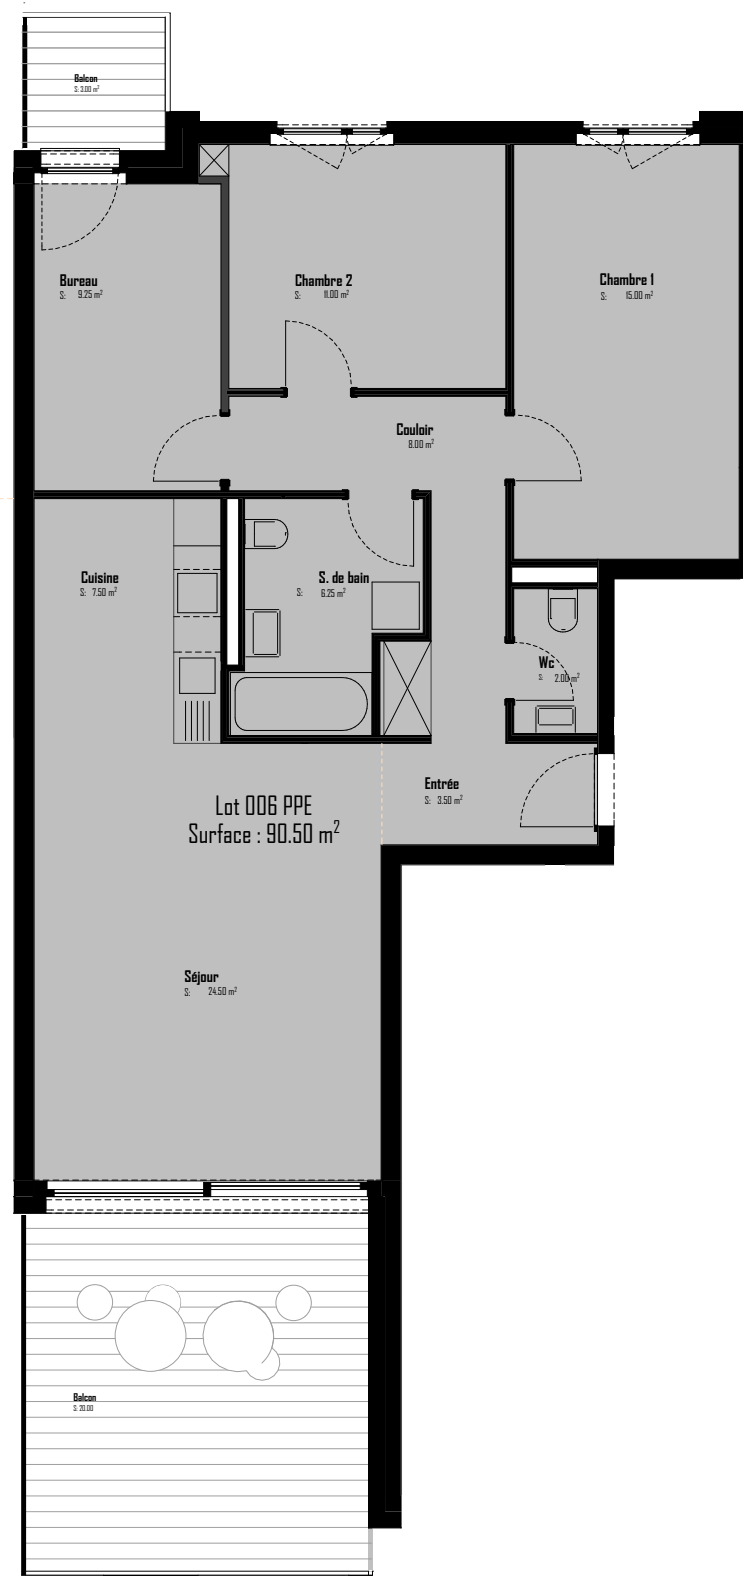 Balcon
S: 3.00 m²
Bureau
S: 9.25 m²
Chambre 2
S: 11.00 m²
Chambre 1
S: 15.00 m²
Couloir
8.00 m²
Cuisine
S: 7.50 m²
S. de bain
S: 6.25 m²
Wc
S: 2.00 m²
Entrée
S: 3.50 m²
Lot 006 PPE
Surface : 90.50 m²
Séjour
S: 24.50 m²
Balcon
S: 20.00